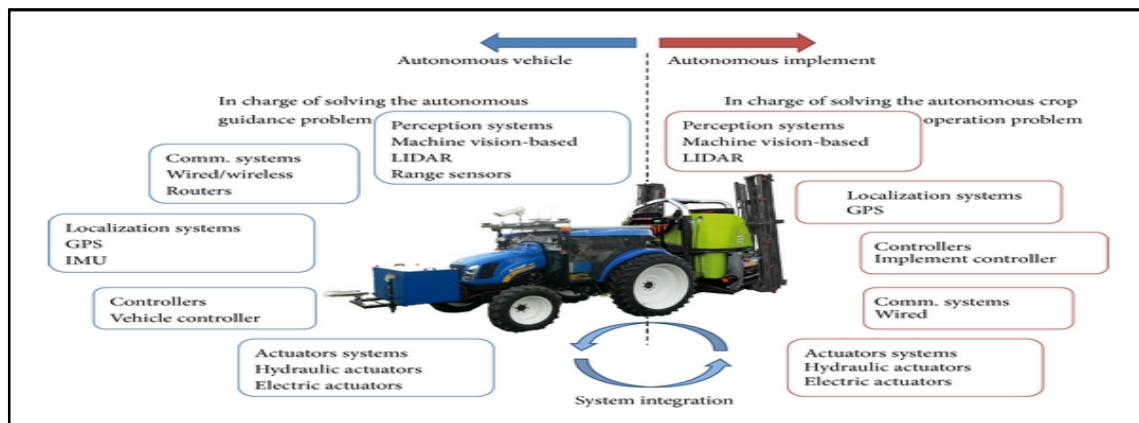 Autonomous vehicle
Autonomous implement
In charge of solving the autonomous
guidance problem
In charge of solving the autonomous crop
operation problem
Perception systems
Machine vision-based
LIDAR
Range sensors
Perception systems
Machine vision-based
LIDAR
Comm. systems
Wired/wireless
Routers
Localization systems
GPS
Localization systems
GPS
IMU
Controllers
Implement controller
Controllers
Vehicle controller
Comm. systems
Wired
Actuators systems
Hydraulic actuators
Electric actuators
Actuators systems
Hydraulic actuators
Electric actuators
System integration